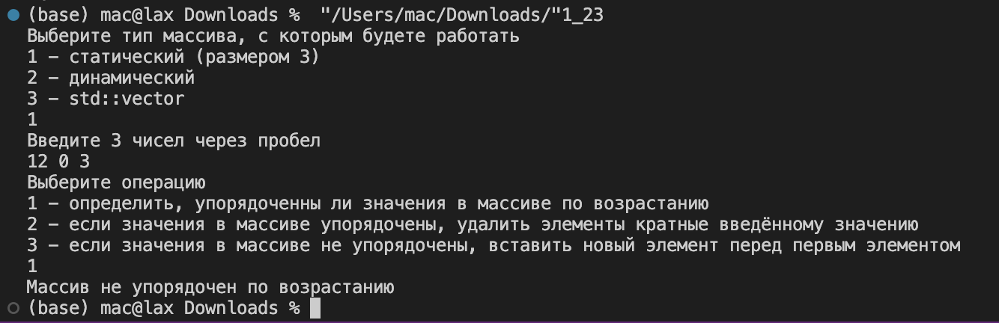 (base) mac@lax Downloads %  "/Users/mac/Downloads/"1_23
Выберите тип массива, с которым будете работать
1 – статический (размером 3)
2 – динамический
3 – std::vector
1
Введите 3 чисел через пробел
12 0 3
Выберите операцию
1 – определить, упорядоченны ли значения в массиве по возрастанию
2 – если значения в массиве упорядочены, удалить элементы кратные введённому значению
3 – если значения в массиве не упорядочены, вставить новый элемент перед первым элементом
1
Массив не упорядочен по возрастанию
(base) mac@lax Downloads %